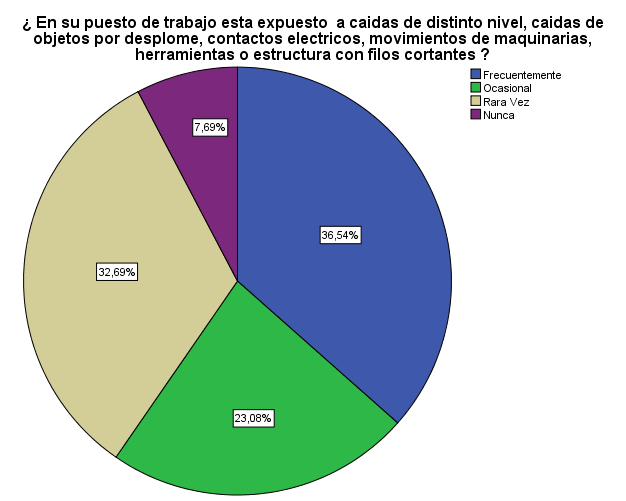 ¿ En su puesto de trabajo esta expuesto  a caidas de distinto nivel, caidas de
objetos por desplome, contactos electricos, movimientos de maquinarias,
herramientas o estructura con filos cortantes ?
Frecuentemente
Ocasional
Rara Vez
Nunca
7,69%
36,54%
32,69%
23,08%